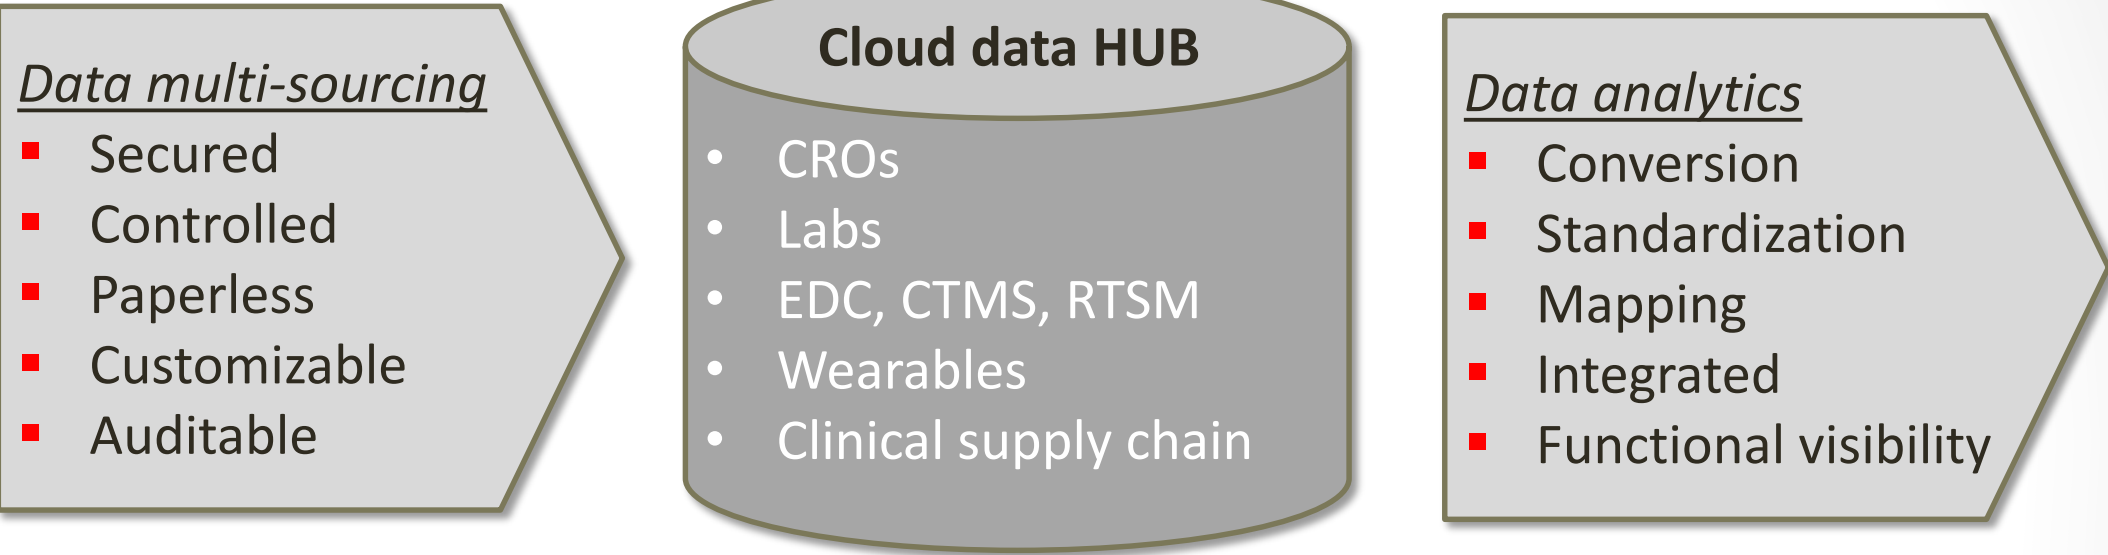 Data multi-sourcing
Secured
Controlled
Paperless
Customizable
Auditable
Cloud data HUB
CROs
Labs
EDC, CTMS, RTSM
Wearables
Clinical supply chain
Data analytics
Conversion
Standardization
Mapping
Integrated
Functional visibility